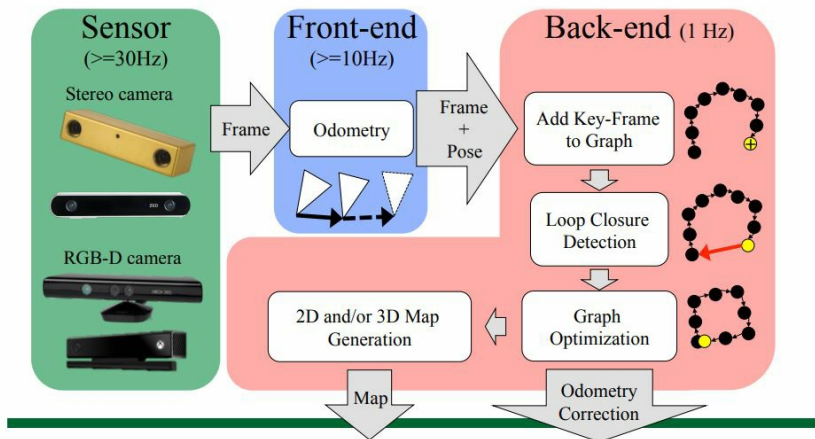 Sensor
(>=30Hz)
Stereo camera
RGB-D camera
Frame
Front-end
(>=10Hz)
Odometry
Frame
+
Pose
Back-end (1 Hz)
Add Key-Frame
to Graph
Loop Closure
Detection
Graph
Optimization
2D and/or 3D Map
Generation
Map
Odometry
Correction